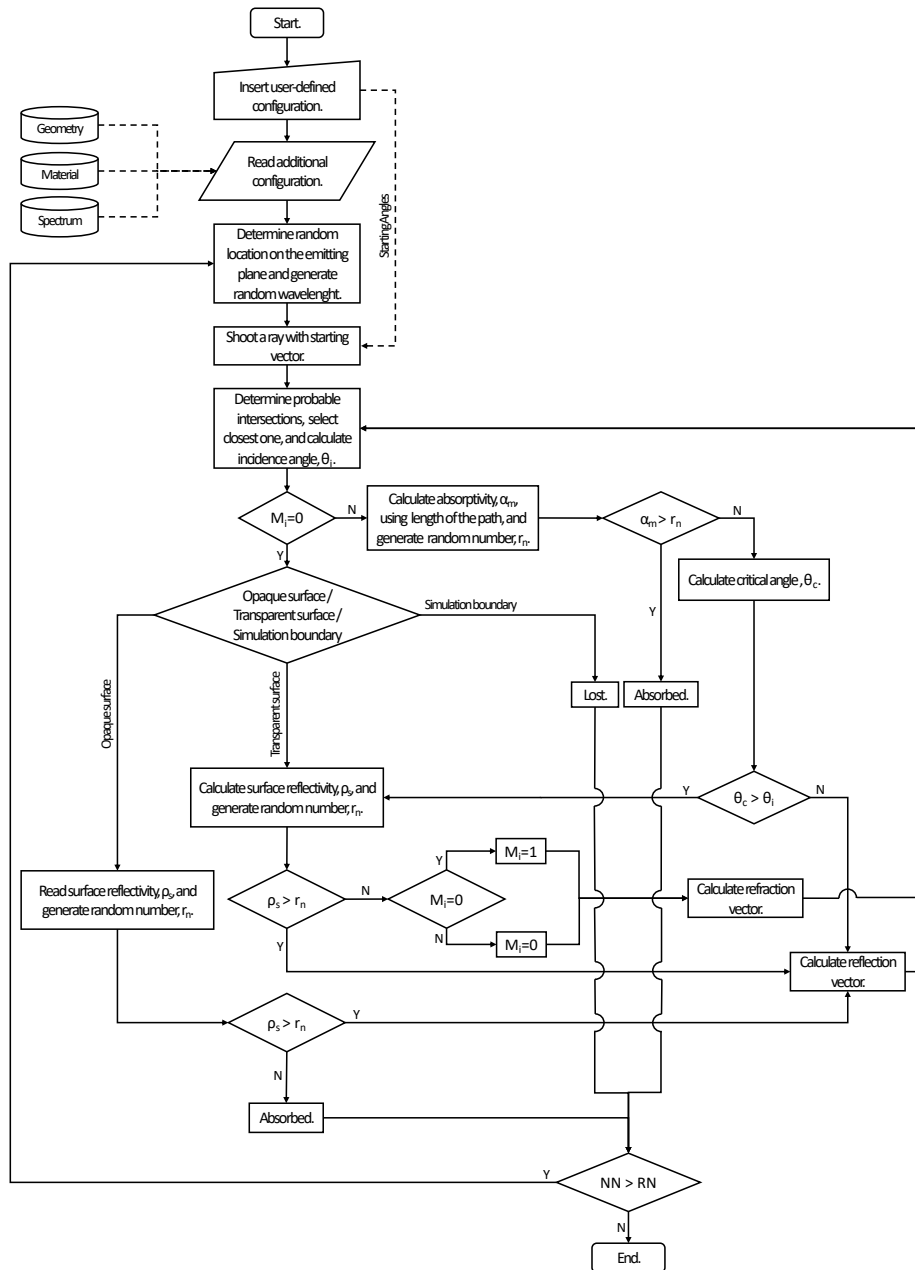 Start.
Insert user-defined
configuration.
Geometry
Material
Spectrum
Read additional
configuration.
Starting Angles
Determine random
location on the emitting
plane and generate
random wavelenght.
Shoot a ray with starting
vector.
Determine probable
intersections, select
closest one, and calculate
incidence angle, θi.
Mi=0
N
Y
Calculate absorptivity, αm,
using length of the path, and
generate random number, rn.
αm > rn
N
Y
Calculate critical angle, θc.
Opaque surface /
Transparent surface /
Simulation boundary
Simulation boundary
Opaque surface
Transparent surface
Lost.
Absorbed.
Calculate surface reflectivity, ρs, and
generate random number, rn.
θc > θi
Y
N
Read surface reflectivity, ρs, and
generate random number, rn.
ρs > rn
N
Y
Mi=0
Y
N
Mi=1
Mi=0
Calculate refraction
vector.
Calculate reflection
vector.
ρs > rn
Y
N
Absorbed.
NN > RN
Y
N
End.